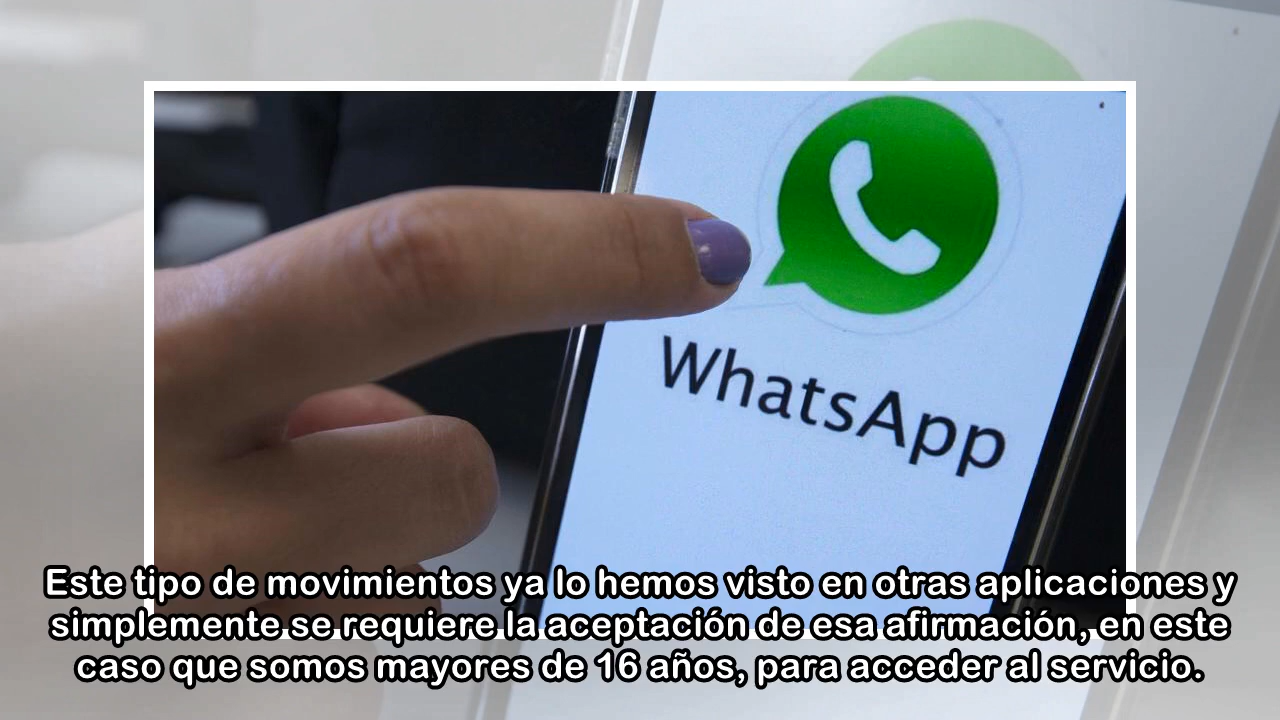 WhatsApp
Este tipo de movimientos ya lo hemos visto en otras aplicaciones y
simplemente se requiere la aceptación de esa afirmación, en este
caso que somos mayores de 16 años, para acceder al servicio.